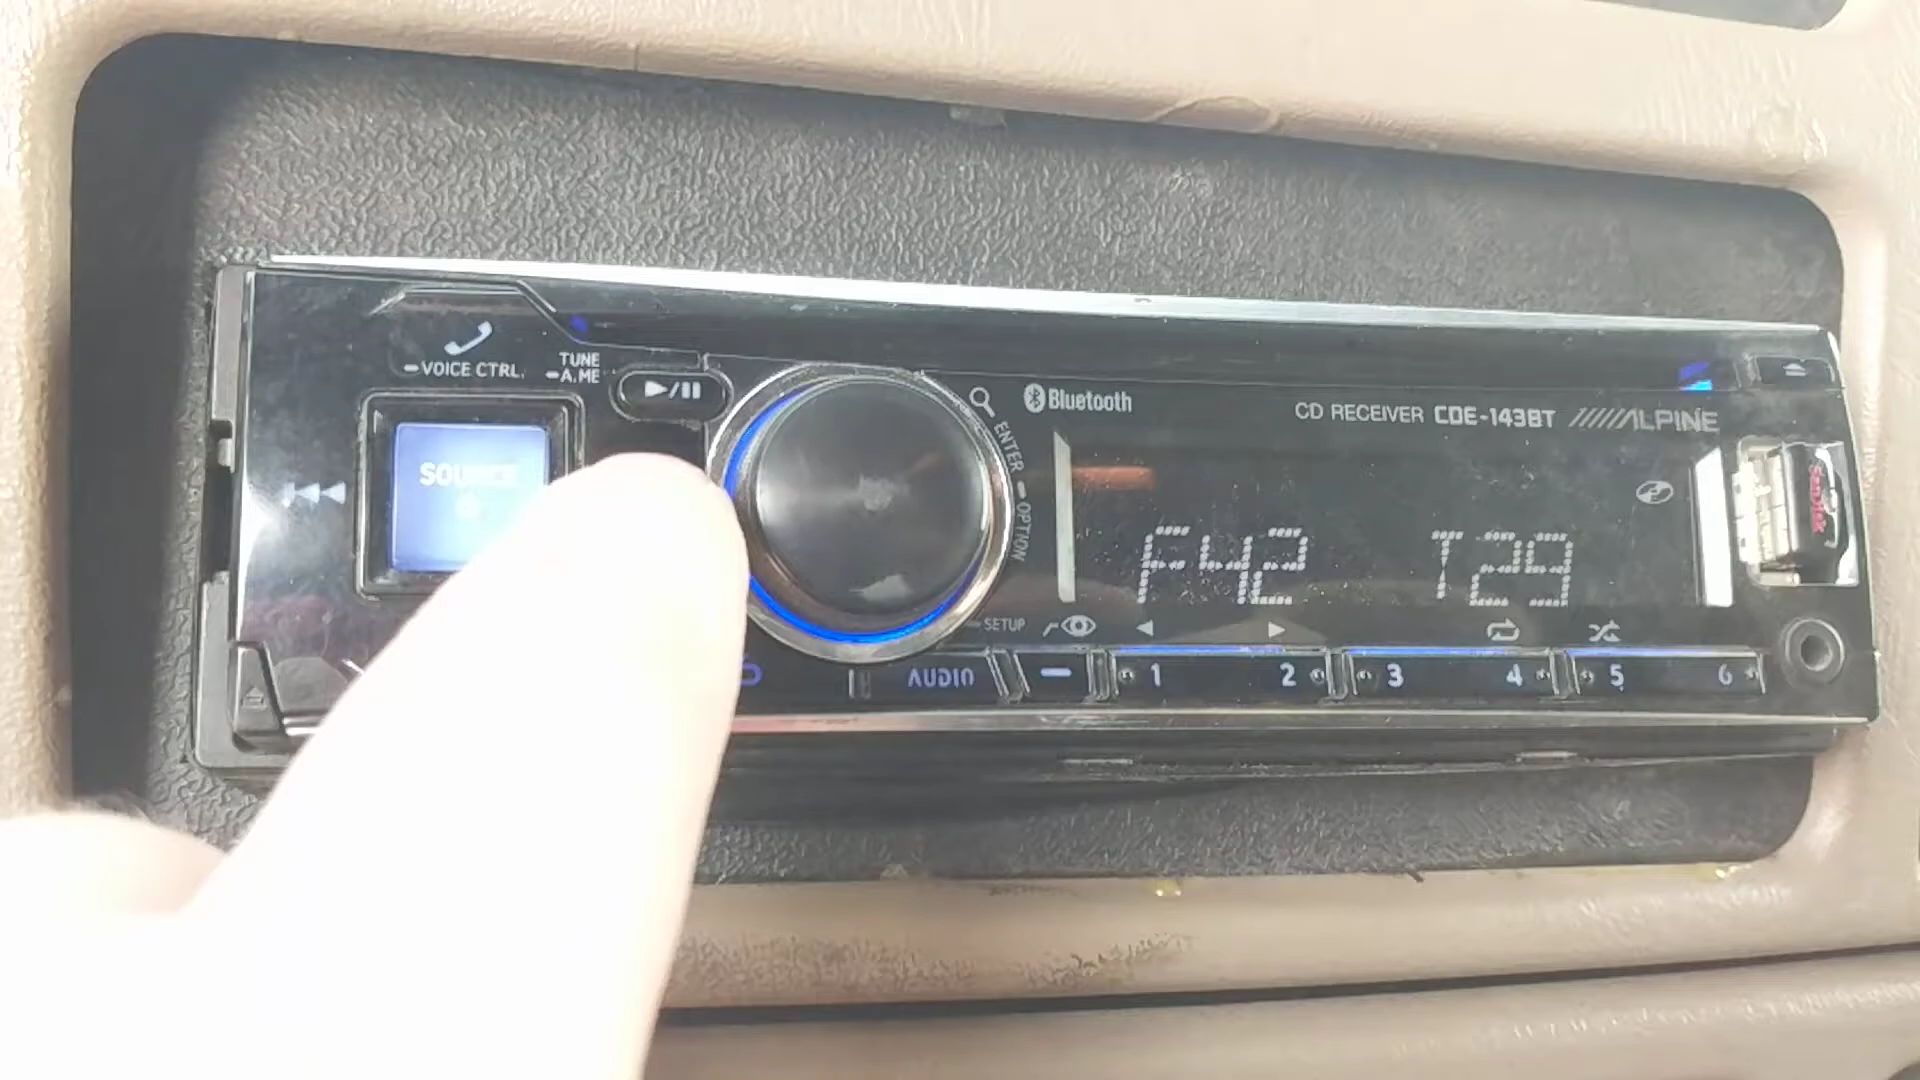 VOICE CTRL.
TUNE
A.ME
SOURCE
ENTER
OPTION
Bluetooth
CD RECEIVER CDE-143BT ALPINE
F42 T29
SETUP
AUDIO
1 2 3 4 5 6
SanDisk